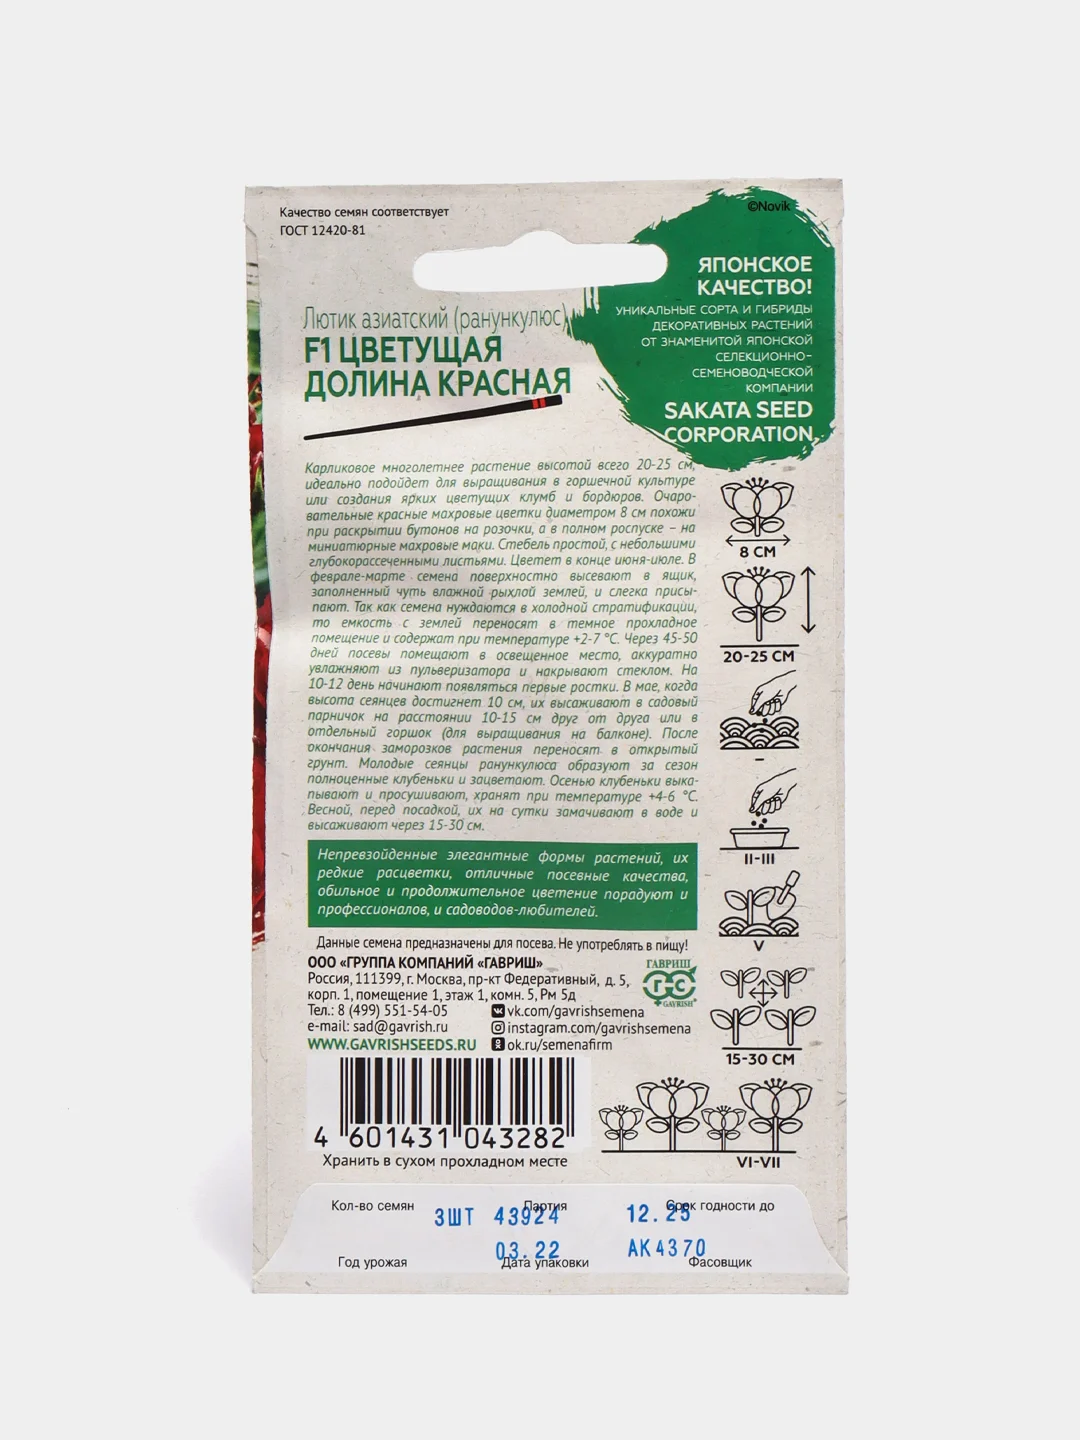 Качество семян соответствует
ГОСТ 12420-81
©Novik
ЯПОНСКОЕ
КАЧЕСТВО!
УНИКАЛЬНЫЕ СОРТА И ГИБРИДЫ
ДЕКОРАТИВНЫХ РАСТЕНИЙ
ОТ ЗНАМЕНИТОЙ ЯПОНСКОЙ
СЕЛЕКЦИОННО-
СЕМЕНОВОДЧЕСКОЙ
КОМПАНИИ
SAKATA SEED
CORPORATION
Лютик азиатский (ранункулюс)
F1 ЦВЕТУЩАЯ
ДОЛИНА КРАСНАЯ
Карликовое многолетнее растение высотой всего 20-25 см,
идеально подойдет для выращивания в горшечной культуре
или создания ярких цветущих клумб и бордюров. Очаро-
вательные красные махровые цветки диаметром 8 см похожи
при раскрытии бутонов на розочки, а в полном роспуске – на
миниатюрные махровые маки. Стебель простой, с небольшими
глубокорассеченными листьями. Цветет в конце июня-июле. В
феврале-марте семена поверхностно высевают в ящик,
заполненный чуть влажной рыхлой землей, и слегка присы-
пают. Так как семена нуждаются в холодной стратификации,
то емкость с землей переносят в темное прохладное
помещение и содержат при температуре +2-7 °С. Через 45-50
дней посевы помещают в освещенное место, аккуратно
увлажняют из пульверизатора и накрывают стеклом. На
10-12 день начинают появляться первые ростки. В мае, когда
высота сеянцев достигнет 10 см, их высаживают в садовый
парничок на расстоянии 10-15 см друг от друга или в
отдельный горшок (для выращивания на балконе). После
окончания заморозков растения переносят в открытый
грунт. Молодые сеянцы ранункулюса образуют за сезон
полноценные клубеньки и зацветают. Осенью клубеньки выка-
пывают и просушивают, хранят при температуре +4-6 °С.
Весной, перед посадкой, их на сутки замачивают в воде и
высаживают через 15-30 см.
8 СМ
20-25 СМ
–
II-III
V
15-30 СМ
VI-VII
Непревзойденные элегантные формы растений, их
редкие расцветки, отличные посевные качества,
обильное и продолжительное цветение порадуют и
профессионалов, и садоводов-любителей.
Данные семена предназначены для посева. Не употреблять в пищу!
ООО «ГРУППА КОМПАНИЙ «ГАВРИШ»
Россия, 111399, г. Москва, пр-кт Федеративный, д. 5,
корп. 1, помещение 1, этаж 1, комн. 5, Рм 5д
Тел.: 8 (499) 551-54-05
e-mail: sad@gavrish.ru
WWW.GAVRISHSEEDS.RU
vk.com/gavrishsemena
instagram.com/gavrishsemena
ok.ru/semenafirm
ГАВРИШ
Г С
GAVRISH®
4 601431 043282
Хранить в сухом прохладном месте
Кол-во семян
Партия
Срок годности до
3ШТ 43924 12.25
03.22 АК4370
Год урожая
Дата упаковки
Фасовщик